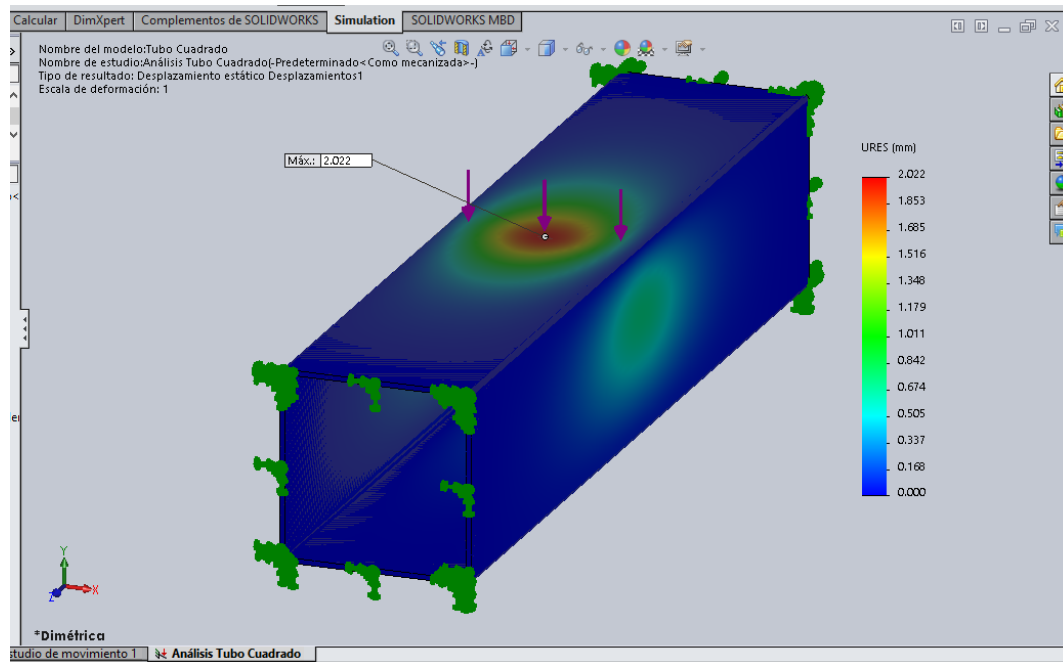 Calcular DimXpert Complementos de SOLIDWORKS Simulation SOLIDWORKS MBD
Nombre del modelo:Tubo Cuadrado
Nombre de estudio:Análisis Tubo Cuadrado(-Predeterminado<Como mecanizada>-)
Tipo de resultado: Desplazamiento estático Desplazamientos1
Escala de deformación: 1
Máx.: 2.022
URES (mm)
2.022
1.853
1.685
1.516
1.348
1.179
1.011
0.842
0.674
0.505
0.337
0.168
0.000
Y
X
Z
*Dimétrica
studio de movimiento 1 Análisis Tubo Cuadrado